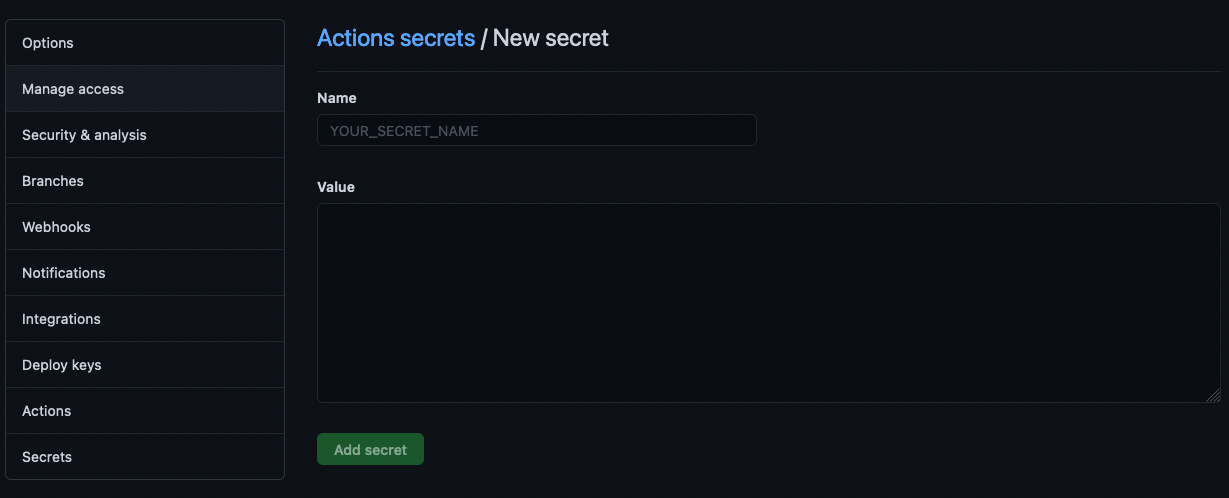 Options
Manage access
Security & analysis
Branches
Webhooks
Notifications
Integrations
Deploy keys
Actions
Secrets
Actions secrets / New secret
Name
YOUR_SECRET_NAME
Value
Add secret